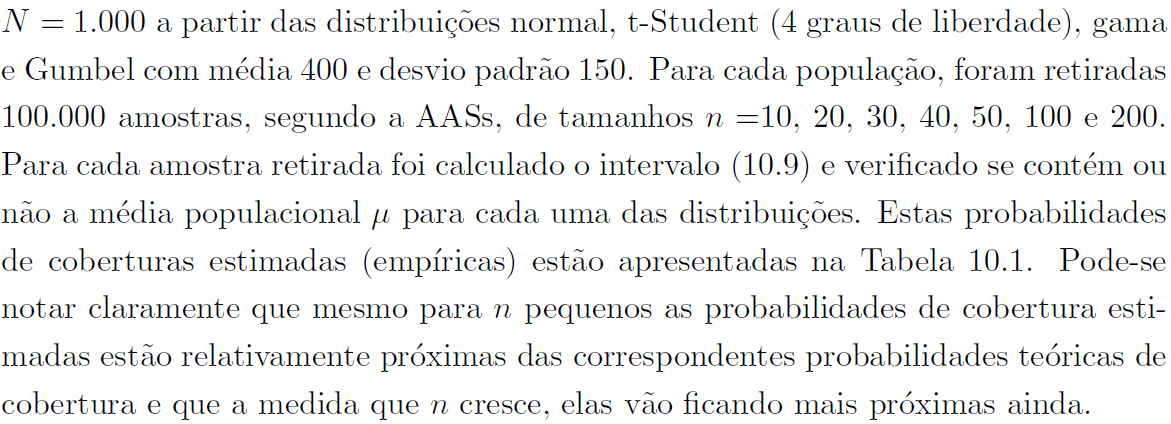 N = 1.000 a partir das distribuições normal, t-Student (4 graus de liberdade), gama
e Gumbel com média 400 e desvio padrão 150. Para cada população, foram retiradas
100.000 amostras, segundo a AASs, de tamanhos n =10, 20, 30, 40, 50, 100 e 200.
Para cada amostra retirada foi calculado o intervalo (10.9) e verificado se contém ou
não a média populacional μ para cada uma das distribuições. Estas probabilidades
de coberturas estimadas (empíricas) estão apresentadas na Tabela 10.1. Pode-se
notar claramente que mesmo para n pequenos as probabilidades de cobertura esti-
madas estão relativamente próximas das correspondentes probabilidades teóricas de
cobertura e que a medida que n cresce, elas vão ficando mais próximas ainda.